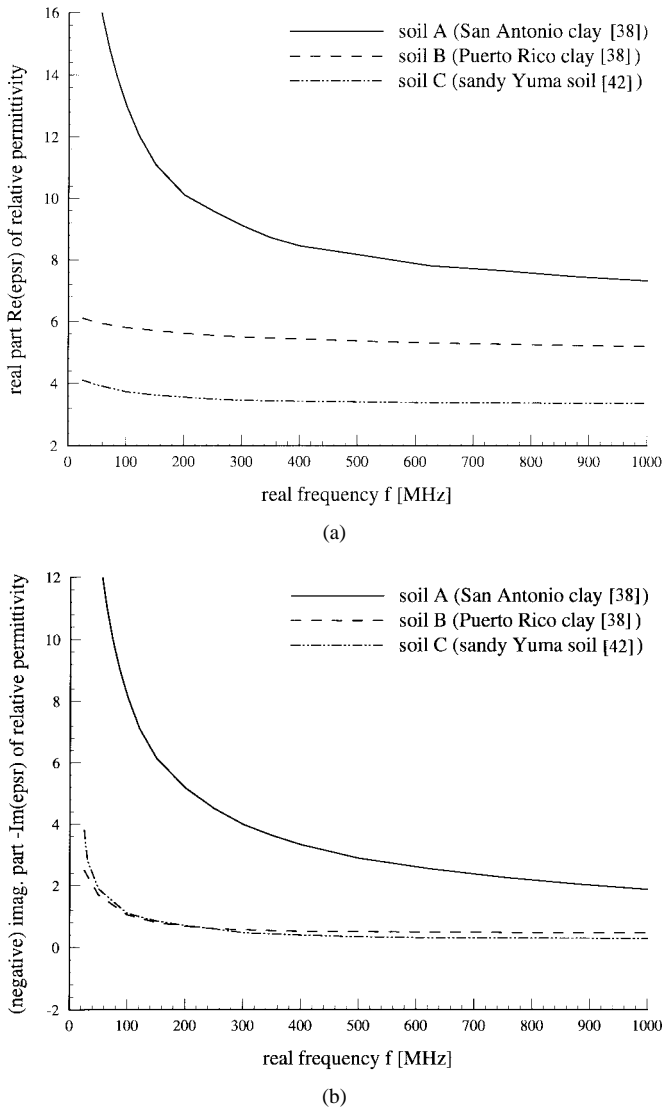 soil A (San Antonio clay [38])
soil B (Puerto Rico clay [38])
soil C (sandy Yuma soil [42])
real part Re(epsr) of relative permittivity
16
14
12
10
8
6
4
2
0 100 200 300 400 500 600 700 800 900 1000
real frequency f [MHz]
(a)
soil A (San Antonio clay [38])
soil B (Puerto Rico clay [38])
soil C (sandy Yuma soil [42])
(negative) imag. part -Im(epsr) of relative permittivity
12
10
8
6
4
2
0
-2
0 100 200 300 400 500 600 700 800 900 1000
real frequency f [MHz]
(b)